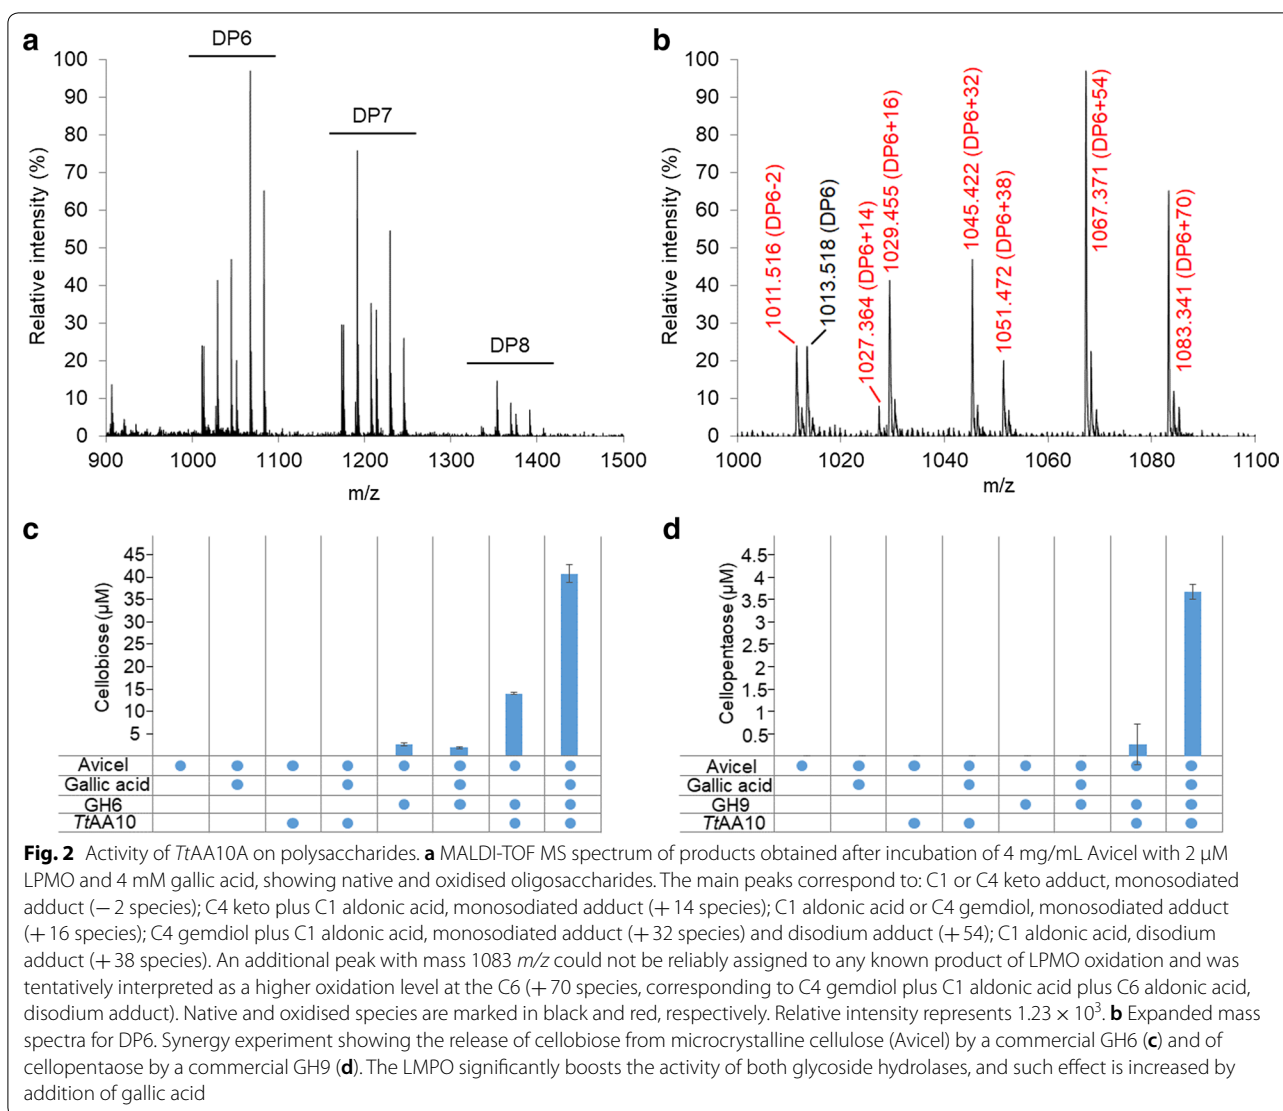 a
DP6
DP7
DP8
100
90
80
70
60
50
40
30
20
10
0
Relative intensity (%)
900 1000 1100 1200 1300 1400 1500
m/z
b
100
90
80
70
60
50
40
30
20
10
0
Relative intensity (%)
1011.516 (DP6-2)
1013.518 (DP6)
1027.364 (DP6+14)
1029.455 (DP6+16)
1045.422 (DP6+32)
1051.472 (DP6+38)
1067.371 (DP6+54)
1083.341 (DP6+70)
1000 1020 1040 1060 1080 1100
m/z
c
45
40
35
30
25
20
15
10
5
Cellobiose (µM)
Avicel
Gallic acid
GH6
TtAA10
d
4.5
4
3.5
3
2.5
2
1.5
1
0.5
Cellopentaose (µM)
Avicel
Gallic acid
GH9
TtAA10
Fig. 2 Activity of TtAA10A on polysaccharides. a MALDI-TOF MS spectrum of products obtained after incubation of 4 mg/mL Avicel with 2 µM
LPMO and 4 mM gallic acid, showing native and oxidised oligosaccharides. The main peaks correspond to: C1 or C4 keto adduct, monosodiated
adduct (− 2 species); C4 keto plus C1 aldonic acid, monosodiated adduct (+ 14 species); C1 aldonic acid or C4 gemdiol, monosodiated adduct
(+ 16 species); C4 gemdiol plus C1 aldonic acid, monosodiated adduct (+ 32 species) and disodium adduct (+ 54); C1 aldonic acid, disodium
adduct (+ 38 species). An additional peak with mass 1083 m/z could not be reliably assigned to any known product of LPMO oxidation and was
tentatively interpreted as a higher oxidation level at the C6 (+ 70 species, corresponding to C4 gemdiol plus C1 aldonic acid plus C6 aldonic acid,
disodium adduct). Native and oxidised species are marked in black and red, respectively. Relative intensity represents 1.23 × 10³. b Expanded mass
spectra for DP6. Synergy experiment showing the release of cellobiose from microcrystalline cellulose (Avicel) by a commercial GH6 (c) and of
cellopentaose by a commercial GH9 (d). The LMPO significantly boosts the activity of both glycoside hydrolases, and such effect is increased by
addition of gallic acid